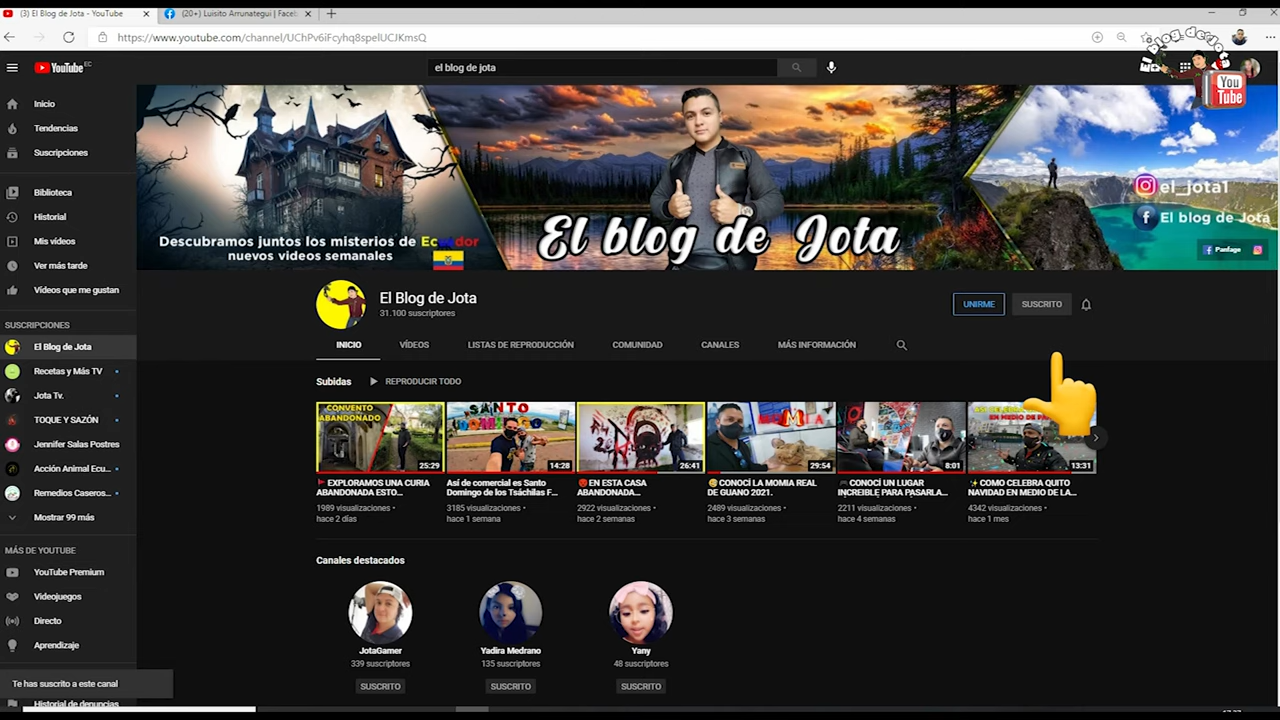 (3) El Blog de Jota - YouTube
(20+) Luisito Arrunategui | Faceb
https://www.youtube.com/channel/UChPv6iFcyhq8spelUCJKmsQ
el blog de jota
You
Tube
YouTube EC
el blog de jota
Inicio
Tendencias
Suscripciones
Biblioteca
Historial
Mis vídeos
Ver más tarde
Vídeos que me gustan
SUSCRIPCIONES
El Blog de Jota
Recetas y Más TV
Jota Tv.
TOQUE Y SAZÓN
Jennifer Salas Postres
Acción Animal Ecu...
Remedios Caseros...
Mostrar 99 más
MÁS DE YOUTUBE
YouTube Premium
Videojuegos
Directo
Aprendizaje
Te has suscrito a este canal
Historial de denuncias
Descubramos juntos los misterios de Ecuador
nuevos videos semanales
El blog de Jota
el_jota1
El blog de Jota
Fanfage
El Blog de Jota
31.100 suscriptores
UNIRME
SUSCRITO
INICIO
VÍDEOS
LISTAS DE REPRODUCCIÓN
COMUNIDAD
CANALES
MÁS INFORMACIÓN
Subidas
REPRODUCIR TODO
CONVENTO
ABANDONADO
25:29
EXPLORAMOS UNA CURIA
ABANDONADA ESTO...
1989 visualizaciones
hace 2 días
SANTO
DOMINGO
14:28
Así de comercial es Santo
Domingo de los Tsáchilas F...
3185 visualizaciones
hace 1 semana
26:41
EN ESTA CASA
ABANDONADA...
2922 visualizaciones
hace 2 semanas
29:54
CONOCÍ LA MOMIA REAL
DE GUANO 2021.
2489 visualizaciones
hace 3 semanas
8:01
CONOCÍ UN LUGAR
INCREIBLE PARA PASARLA...
2211 visualizaciones
hace 4 semanas
13:31
COMO CELEBRA QUITO
NAVIDAD EN MEDIO DE LA...
4342 visualizaciones
hace 1 mes
Canales destacados
JotaGamer
339 suscriptores
SUSCRITO
Yadira Medrano
135 suscriptores
SUSCRITO
Yany
48 suscriptores
SUSCRITO